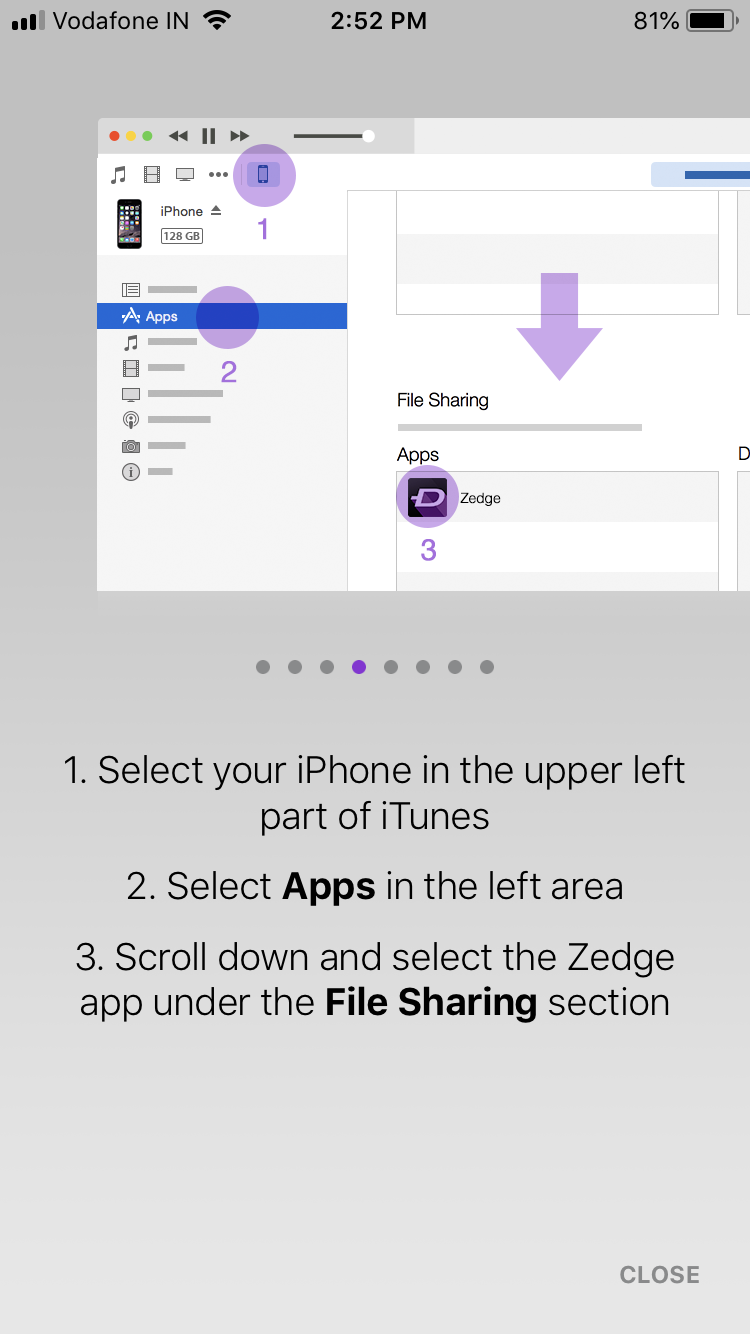 Vodafone IN 2:52 PM 81%
1
iPhone
128 GB
Apps
2
File Sharing
Apps D
Zedge
3
1. Select your iPhone in the upper left
part of iTunes
2. Select Apps in the left area
3. Scroll down and select the Zedge
app under the File Sharing section
CLOSE